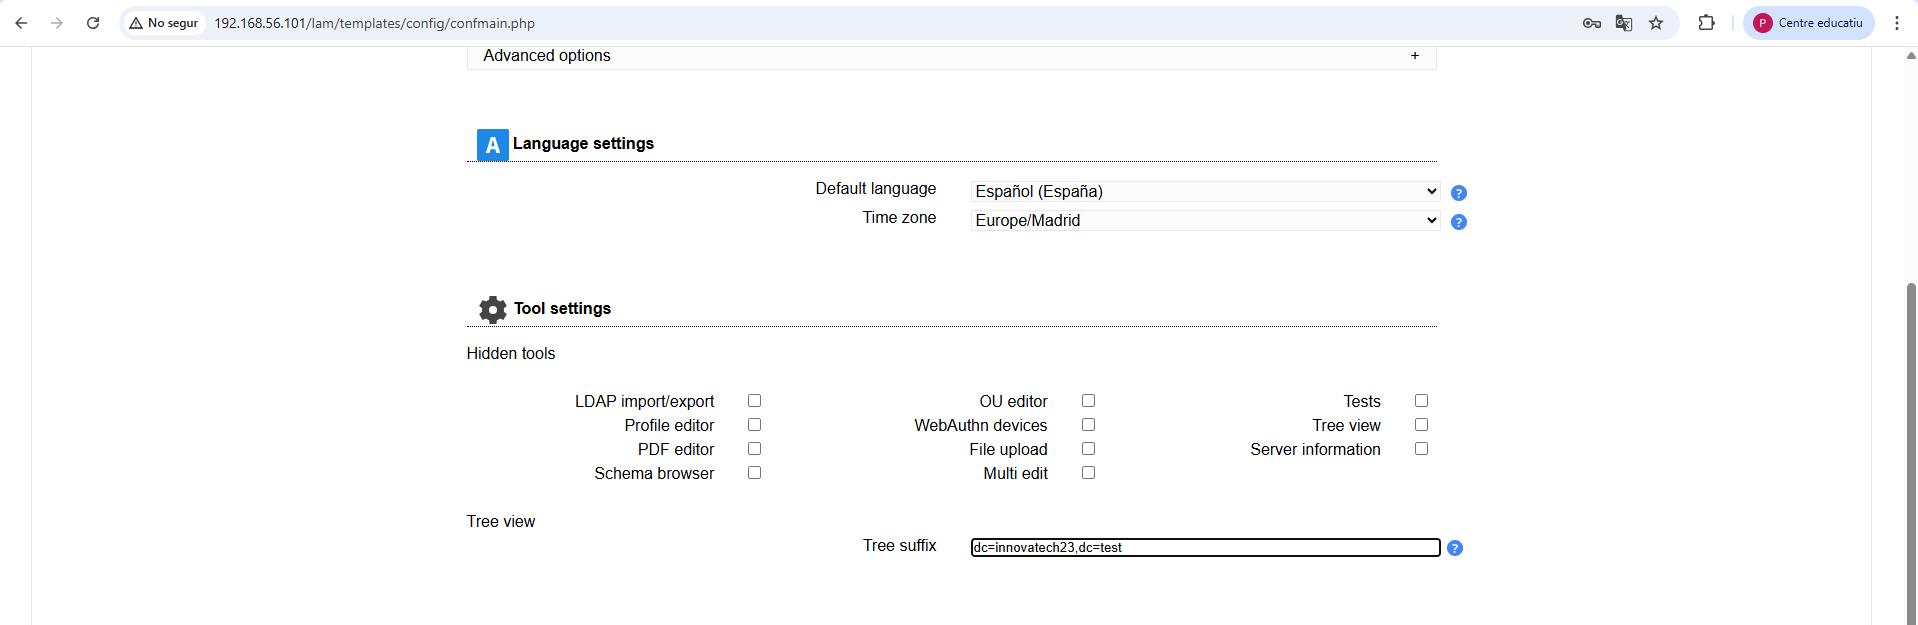 No segur
192.168.56.101/lam/templates/config/confmain.php
P Centre educatiu
Advanced options +
A Language settings
Default language Español (España) ?
Time zone Europe/Madrid ?
Tool settings
Hidden tools
LDAP import/export OU editor Tests
Profile editor WebAuthn devices Tree view
PDF editor File upload Server information
Schema browser Multi edit
Tree view
Tree suffix dc=innovatech23,dc=test ?